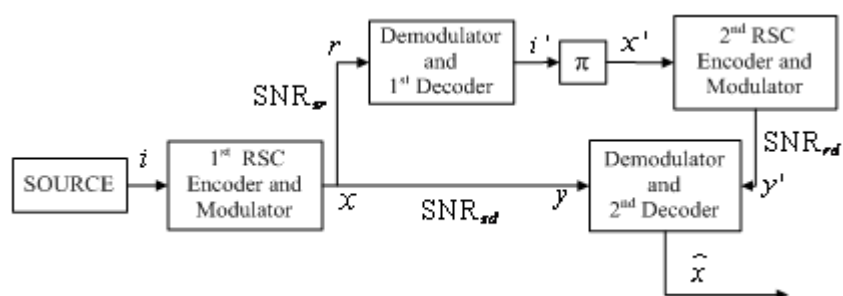 r
Demodulator
and
1st Decoder
i'
π
x'
2nd RSC
Encoder and
Modulator
SNRsr
SNRrd
SOURCE
i
1st RSC
Encoder and
Modulator
x
SNRsd
y
Demodulator
and
2nd Decoder
y'
x̂